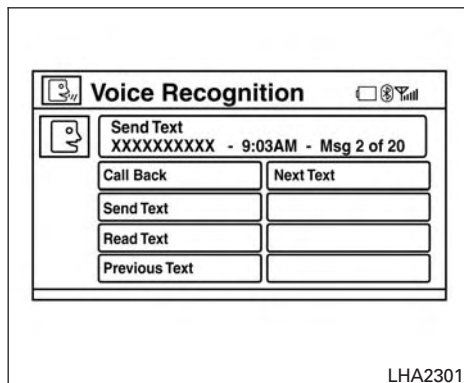 Voice Recognition
Send Text
XXXXXXXXXX - 9:03AM - Msg 2 of 20
Call Back
Next Text
Send Text
Read Text
Previous Text
LHA2301